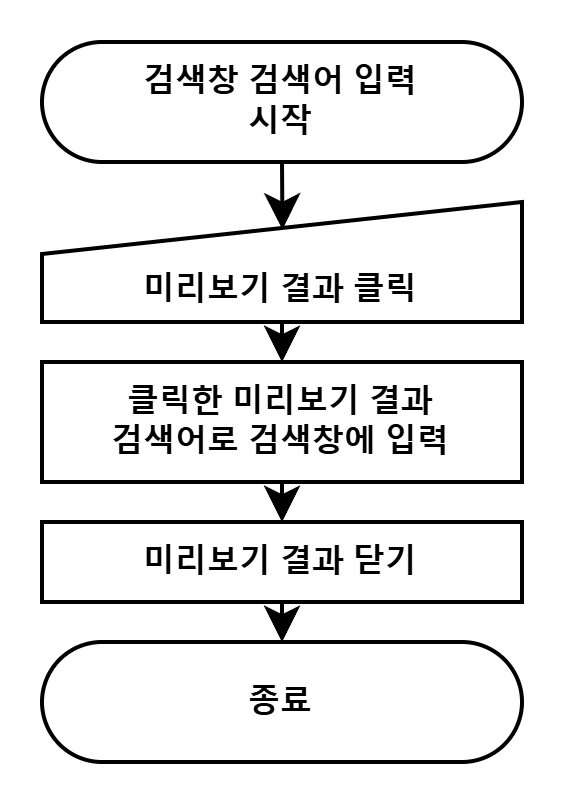 검색창 검색어 입력
시작
미리보기 결과 클릭
클릭한 미리보기 결과
검색어로 검색창에 입력
미리보기 결과 닫기
종료